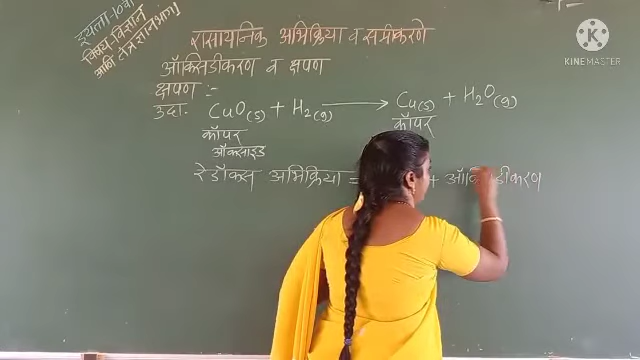 इयत्ता - 10वी
विषय विज्ञान
आणि तंत्रज्ञान भाग 1
रासायनिक अभिक्रिया व समीकरणे
ऑक्सिडीकरण व क्षपण
क्षपण :-
उदा. CuO(s) + H₂(g) → Cu(s) + H₂O(g)
कॉपर ऑक्साइड
कॉपर
रेडॉक्स अभिक्रिया = + ऑक्सिडीकरण
KINEMASTER